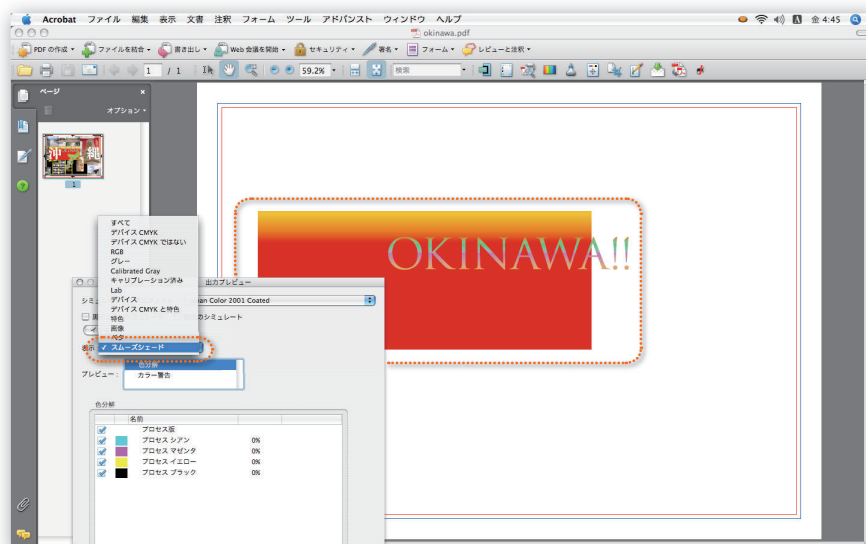 Acrobat ファイル 編集 表示 文書 注釈 フォーム ツール アドバンスト ウィンドウ ヘルプ 金 4:45
okinawa.pdf
PDF の作成 ファイルを結合 書き出し Web 会議を開始 セキュリティ 署名 フォーム レビューと注釈
1 / 1 59.2% 検索
ページ
オプション
沖 縄
1
OKINAWA!!
すべて
デバイス CMYK
デバイス CMYK ではない
RGB
グレー
Calibrated Gray
キャリブレーション済み
Lab
デバイス
デバイス CMYK と特色
特色
画像
ベタ
✓ スムーズシェード
出力プレビュー
Color 2001 Coated
のシミュレート
プレビュー：
色分解
カラー警告
色分解
名前
プロセス版
プロセス シアン 0%
プロセス マゼンタ 0%
プロセス イエロー 0%
プロセス ブラック 0%